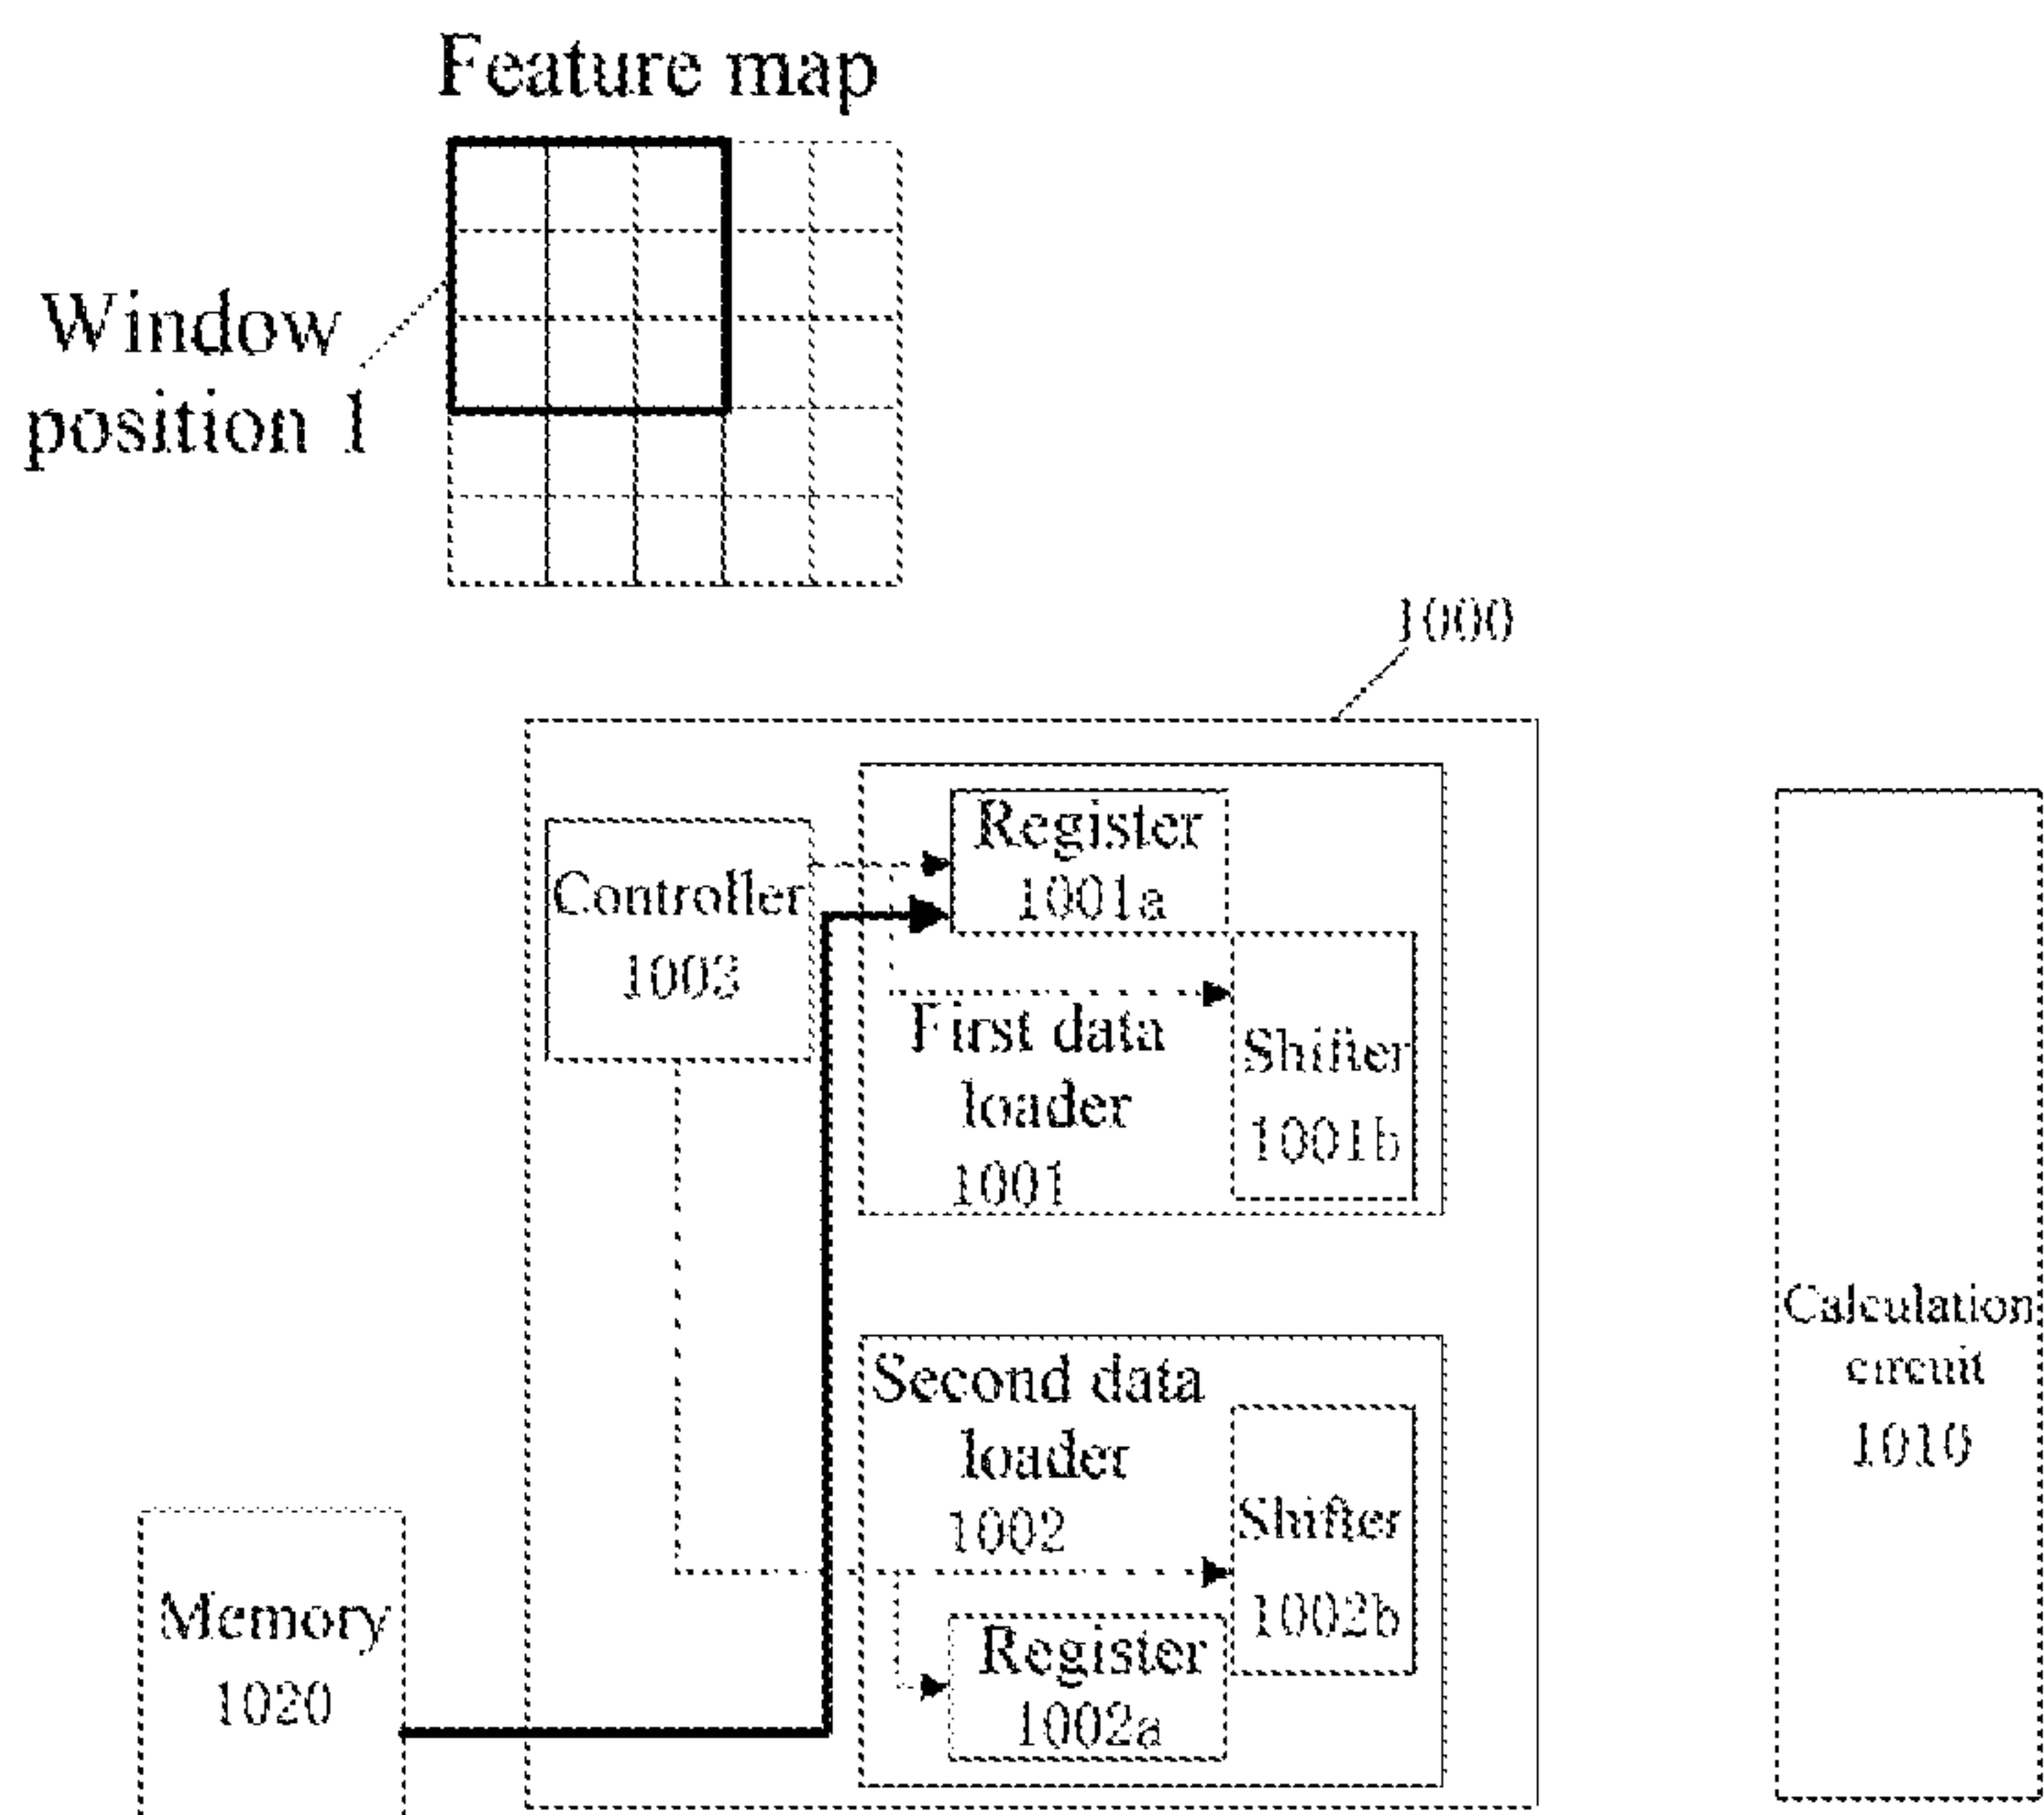 Feature map
Window
position 1
1000
Register
1001a
Controller
1003
First data
loader
1001
Shifter
1001b
Calculation
circuit
1010
Second data
loader
1002
Shifter
1002b
Memory
1020
Register
1002a